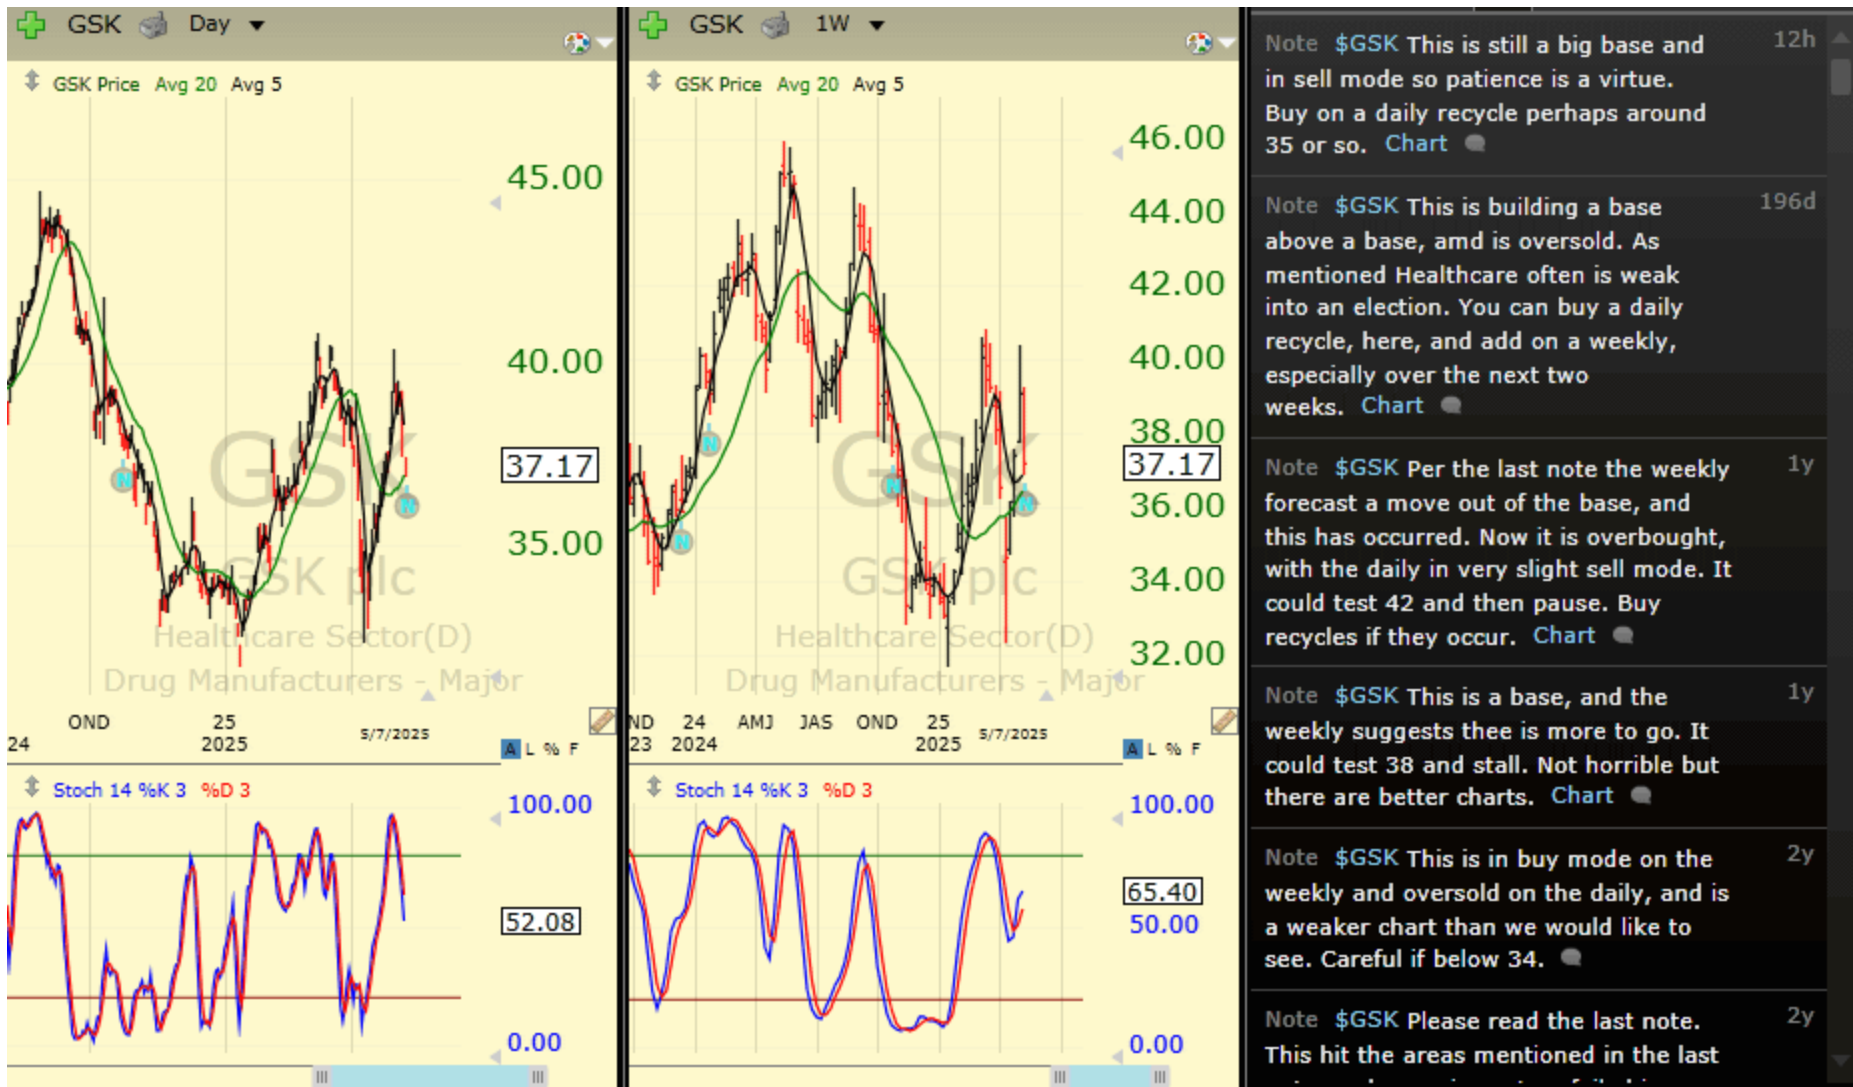 GSK Day
GSK Price Avg 20 Avg 5
45.00
40.00
37.17
35.00
GSK
GSK plc
Healthcare Sector(D)
Drug Manufacturers - Major
N
N
OND 25
24 2025 5/7/2025
A L % F
Stoch 14 %K 3 %D 3
100.00
52.08
0.00
GSK 1W
GSK Price Avg 20 Avg 5
46.00
44.00
42.00
40.00
38.00
37.17
36.00
34.00
32.00
GSK
GSK plc
Healthcare Sector(D)
Drug Manufacturers - Major
N
N
N
N
ND 24 AMJ JAS OND 25
23 2024 2025 5/7/2025
A L % F
Stoch 14 %K 3 %D 3
100.00
65.40
50.00
0.00
Note $GSK This is still a big base and 12h
in sell mode so patience is a virtue.
Buy on a daily recycle perhaps around
35 or so. Chart
Note $GSK This is building a base 196d
above a base, amd is oversold. As
mentioned Healthcare often is weak
into an election. You can buy a daily
recycle, here, and add on a weekly,
especially over the next two
weeks. Chart
Note $GSK Per the last note the weekly 1y
forecast a move out of the base, and
this has occurred. Now it is overbought,
with the daily in very slight sell mode. It
could test 42 and then pause. Buy
recycles if they occur. Chart
Note $GSK This is a base, and the 1y
weekly suggests thee is more to go. It
could test 38 and stall. Not horrible but
there are better charts. Chart
Note $GSK This is in buy mode on the 2y
weekly and oversold on the daily, and is
a weaker chart than we would like to
see. Careful if below 34.
Note $GSK Please read the last note. 2y
This hit the areas mentioned in the last